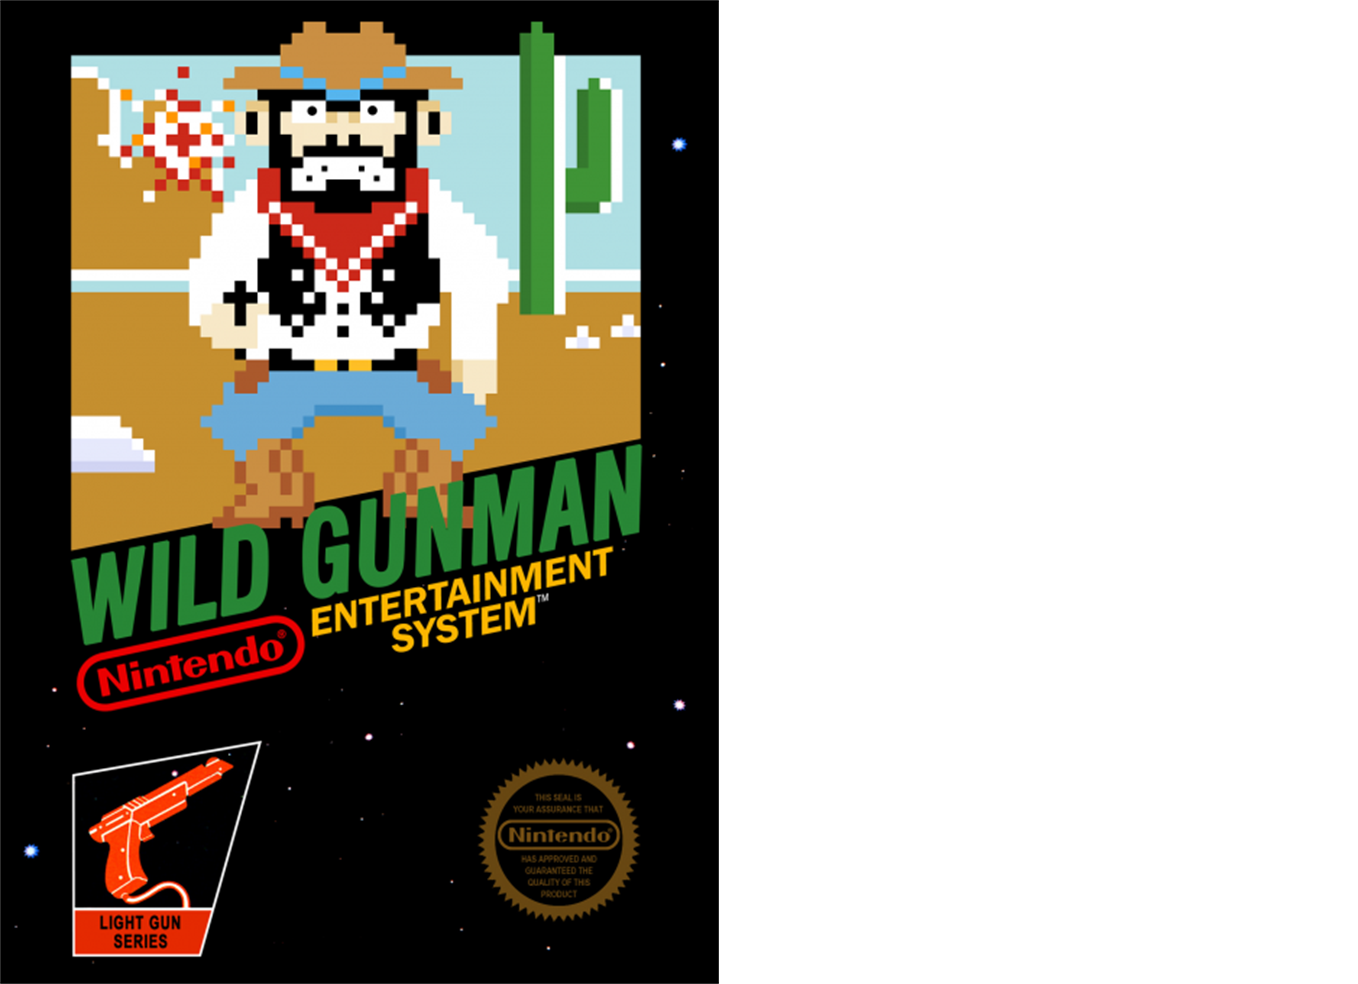 WILD GUNMAN
Nintendo®
ENTERTAINMENT
SYSTEM™
LIGHT GUN
SERIES
THIS SEAL IS
YOUR ASSURANCE THAT
Nintendo®
HAS APPROVED AND
GUARANTEED THE
QUALITY OF THIS
PRODUCT